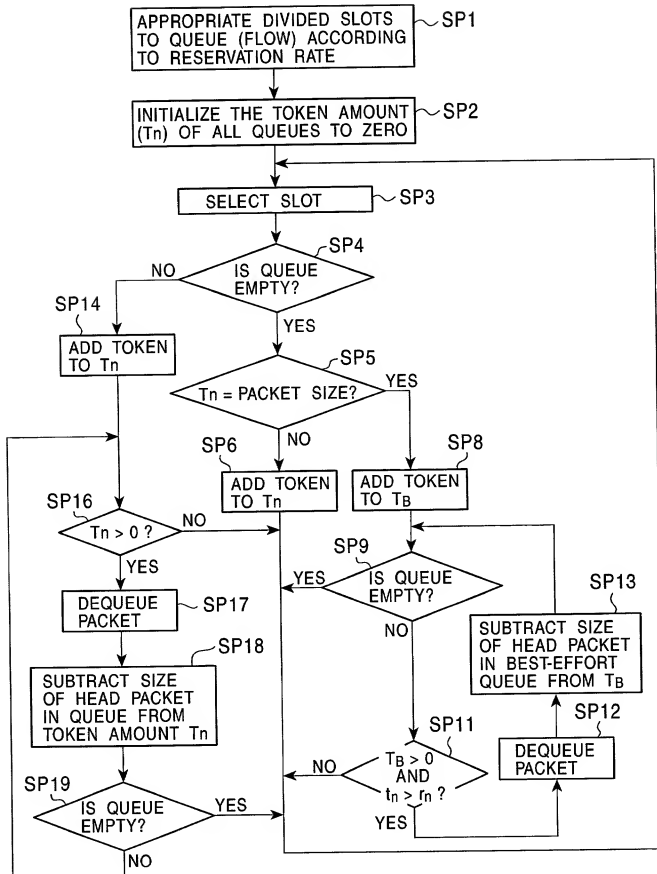 APPROPRIATE DIVIDED SLOTS
TO QUEUE (FLOW) ACCORDING
TO RESERVATION RATE
SP1
INITIALIZE THE TOKEN AMOUNT
(Tn) OF ALL QUEUES TO ZERO
SP2
SELECT SLOT
SP3
SP4
IS QUEUE
EMPTY?
NO
YES
SP14
ADD TOKEN
TO Tn
SP5
Tn = PACKET SIZE?
YES
NO
SP6
ADD TOKEN
TO Tn
SP8
ADD TOKEN
TO TB
SP16
Tn > 0 ?
NO
YES
SP9
IS QUEUE
EMPTY?
YES
NO
SP13
SUBTRACT SIZE
OF HEAD PACKET
IN BEST-EFFORT
QUEUE FROM TB
DEQUEUE
PACKET
SP17
SP18
SUBTRACT SIZE
OF HEAD PACKET
IN QUEUE FROM
TOKEN AMOUNT Tn
SP11
TB > 0
AND
tn > rn ?
NO
YES
SP12
DEQUEUE
PACKET
SP19
IS QUEUE
EMPTY?
YES
NO